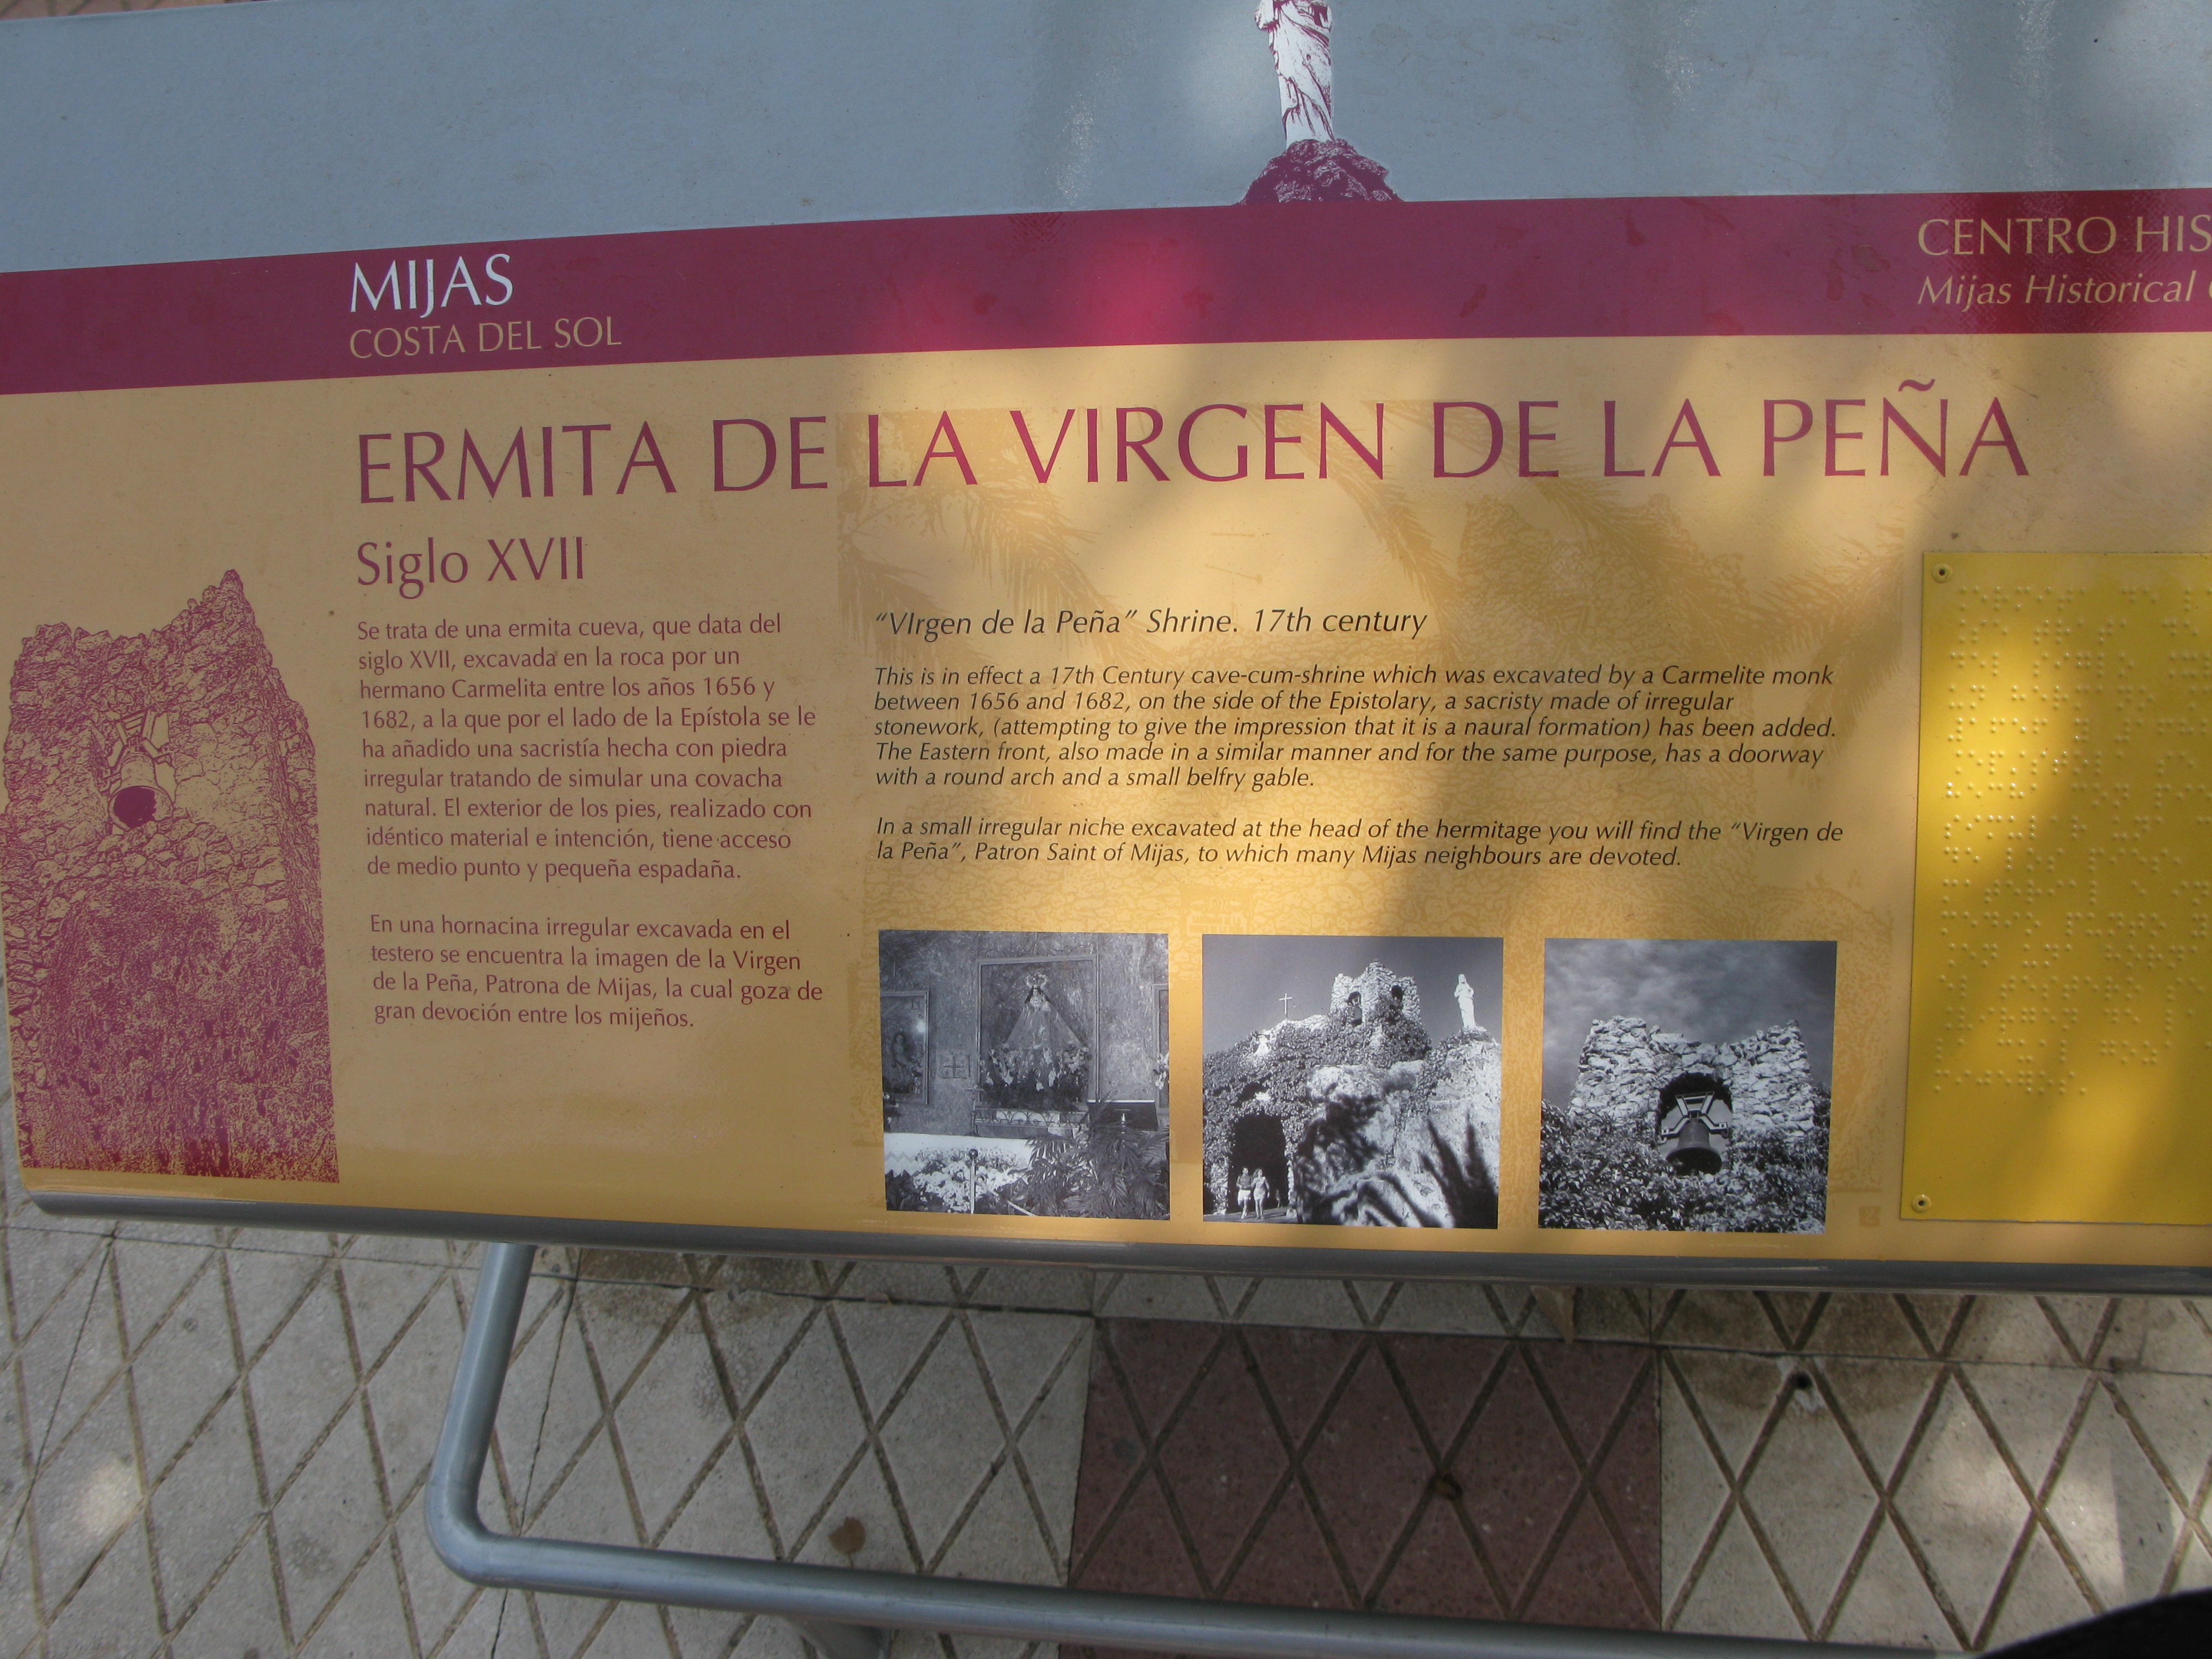 MIJAS
COSTA DEL SOL
CENTRO HIS
Mijas Historical
ERMITA DE LA VIRGEN DE LA PEÑA
Siglo XVII
Se trata de una ermita cueva, que data del
siglo XVII, excavada en la roca por un
hermano Carmelita entre los años 1656 y
1682, a la que por el lado de la Epístola se le
ha añadido una sacristía hecha con piedra
irregular tratando de simular una covacha
natural. El exterior de los pies, realizado con
idéntico material e intención, tiene acceso
de medio punto y pequeña espadaña.
En una hornacina irregular excavada en el
testero se encuentra la imagen de la Virgen
de la Peña, Patrona de Mijas, la cual goza de
gran devoción entre los mijeños.
"VIrgen de la Peña" Shrine. 17th century
This is in effect a 17th Century cave-cum-shrine which was excavated by a Carmelite monk
between 1656 and 1682, on the side of the Epistolary, a sacristy made of irregular
stonework, (attempting to give the impression that it is a naural formation) has been added.
The Eastern front, also made in a similar manner and for the same purpose, has a doorway
with a round arch and a small belfry gable.
In a small irregular niche excavated at the head of the hermitage you will find the "Virgen de
la Peña", Patron Saint of Mijas, to which many Mijas neighbours are devoted.